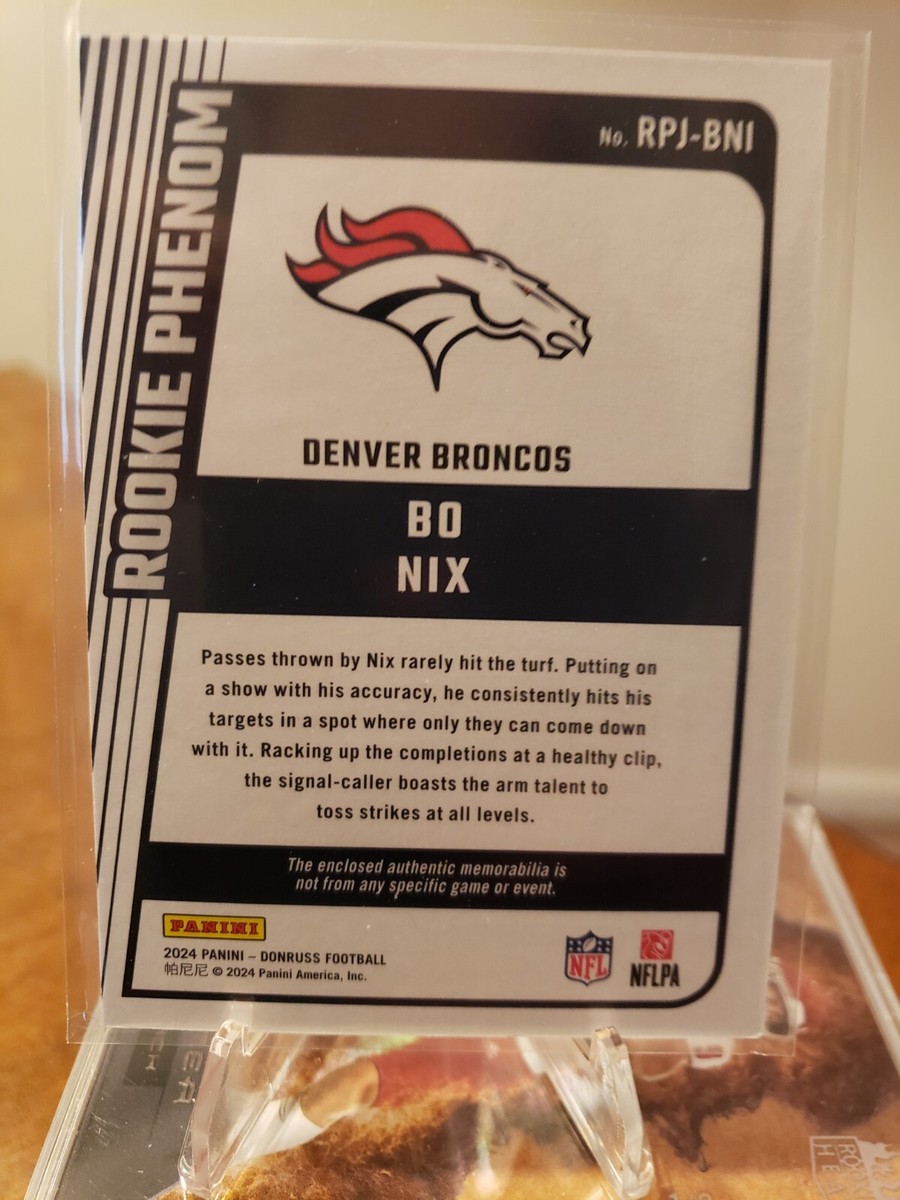 No. RPJ-BNI
ROOKIE PHENOM
DENVER BRONCOS
BO
NIX
Passes thrown by Nix rarely hit the turf. Putting on
a show with his accuracy, he consistently hits his
targets in a spot where only they can come down
with it. Racking up the completions at a healthy clip,
the signal-caller boasts the arm talent to
toss strikes at all levels.
The enclosed authentic memorabilia is
not from any specific game or event.
PANINI
2024 PANINI – DONRUSS FOOTBALL
帕尼尼 © 2024 Panini America, Inc.
NFL
NFLPA